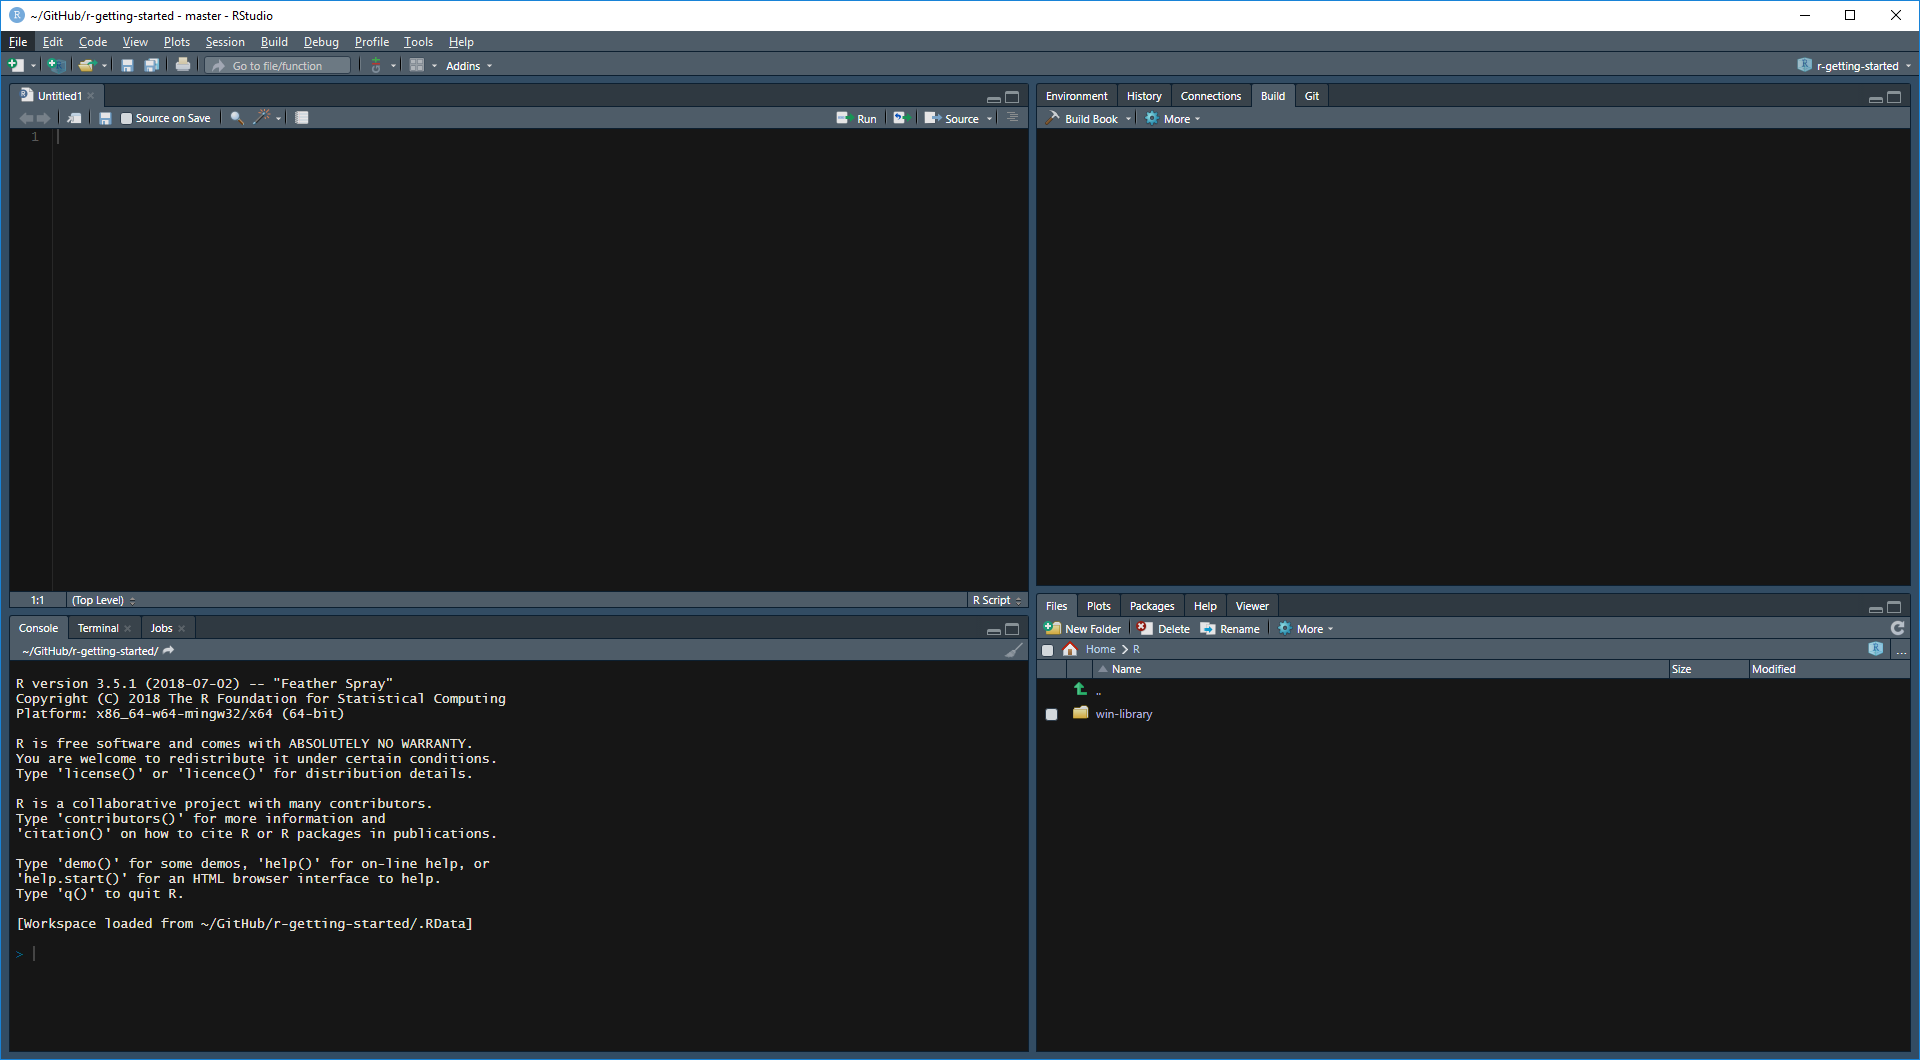 ~/GitHub/r-getting-started - master - RStudio
File Edit Code View Plots Session Build Debug Profile Tools Help
Go to file/function Addins r-getting-started
Untitled1
Source on Save Run Source
1
1:1 (Top Level) R Script
Console Terminal Jobs
~/GitHub/r-getting-started/
R version 3.5.1 (2018-07-02) -- "Feather Spray"
Copyright (C) 2018 The R Foundation for Statistical Computing
Platform: x86_64-w64-mingw32/x64 (64-bit)
R is free software and comes with ABSOLUTELY NO WARRANTY.
You are welcome to redistribute it under certain conditions.
Type 'license()' or 'licence()' for distribution details.
R is a collaborative project with many contributors.
Type 'contributors()' for more information and
'citation()' on how to cite R or R packages in publications.
Type 'demo()' for some demos, 'help()' for on-line help, or
'help.start()' for an HTML browser interface to help.
Type 'q()' to quit R.
[Workspace loaded from ~/GitHub/r-getting-started/.RData]
>
Environment History Connections Build Git
Build Book More
Files Plots Packages Help Viewer
New Folder Delete Rename More
Home R ...
Name Size Modified
..
win-library